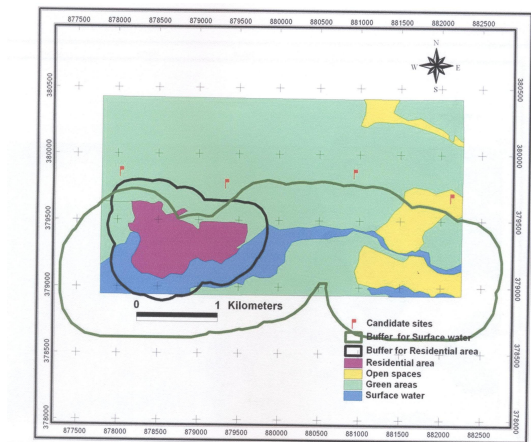 877500 878000 878500 879000 879500 880000 880500 881000 881500 882000 882500
N
W E
S
380500 380500
380000 380000
379500 379500
379000 379000
378500 378500
378000 378000
0 1 Kilometers
Candidate sites
Buffer for Surface water
Buffer for Residential area
Residential area
Open spaces
Green areas
Surface water
877500 878000 878500 879000 879500 880000 880500 881000 881500 882000 882500